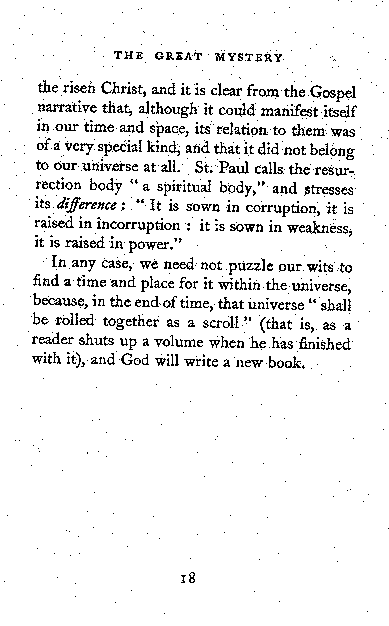 THE GREAT MYSTERY
the risen Christ, and it is clear from the Gospel
narrative that, although it could manifest itself
in our time and space, its relation to them was
of a very special kind, and that it did not belong
to our universe at all. St. Paul calls the resur-
rection body “ a spiritual body,” and stresses
its difference : “ It is sown in corruption, it is
raised in incorruption : it is sown in weakness,
it is raised in power.”
In any case, we need not puzzle our wits to
find a time and place for it within the universe,
because, in the end of time, that universe “ shall
be rolled together as a scroll ” (that is, as a
reader shuts up a volume when he has finished
with it), and God will write a new book.
18